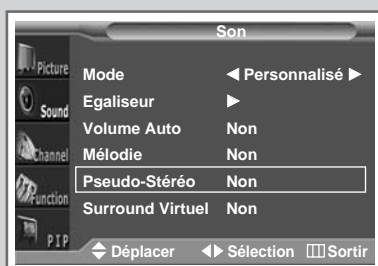 Son
Picture
Mode ◀ Personnalisé ▶
Egaliseur ▶
Sound
Volume Auto Non
Channel
Mélodie Non
Pseudo-Stéréo Non
Function
Surround Virtuel Non
PIP
Déplacer Sélection Sortir